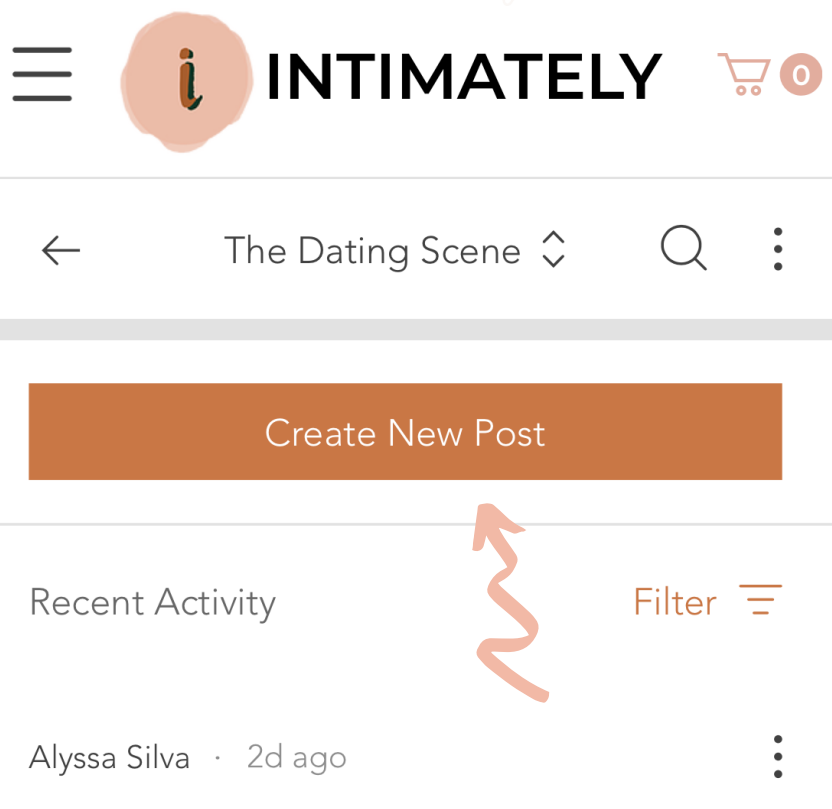 i INTIMATELY 0
The Dating Scene
Create New Post
Recent Activity Filter
Alyssa Silva · 2d ago